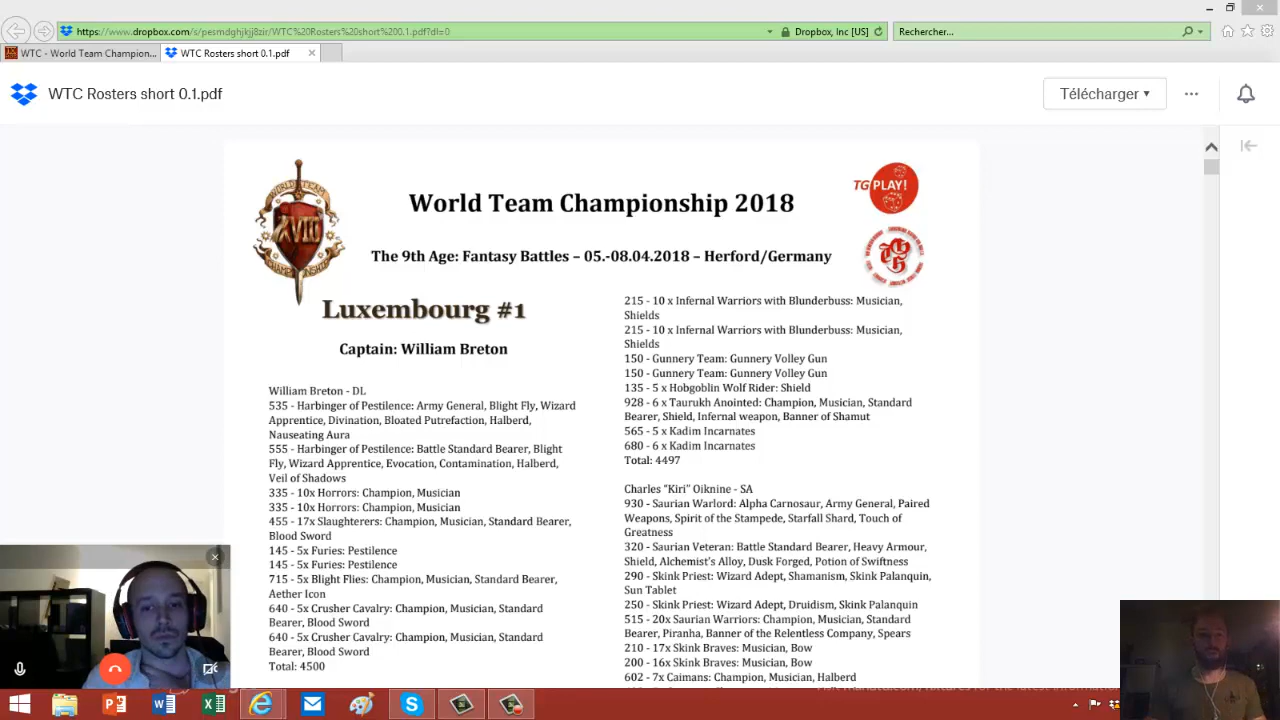 https://www.dropbox.com/s/pesmdghjkjj8zir/WTC%20Rosters%20short%200.1.pdf?dl=0
Dropbox, Inc [US]
Rechercher...
WTC - World Team Champion...
WTC Rosters short 0.1.pdf
WTC Rosters short 0.1.pdf
Télécharger
WORLD TEAM
XVIII
CHAMPIONSHIP
World Team Championship 2018
TG PLAY!
The 9th Age: Fantasy Battles – 05.-08.04.2018 – Herford/Germany
Luxembourg #1
Captain: William Breton
William Breton - DL
535 - Harbinger of Pestilence: Army General, Blight Fly, Wizard
Apprentice, Divination, Bloated Putrefaction, Halberd,
Nauseating Aura
555 - Harbinger of Pestilence: Battle Standard Bearer, Blight
Fly, Wizard Apprentice, Evocation, Contamination, Halberd,
Veil of Shadows
335 - 10x Horrors: Champion, Musician
335 - 10x Horrors: Champion, Musician
455 - 17x Slaughterers: Champion, Musician, Standard Bearer,
Blood Sword
145 - 5x Furies: Pestilence
145 - 5x Furies: Pestilence
715 - 5x Blight Flies: Champion, Musician, Standard Bearer,
Aether Icon
640 - 5x Crusher Cavalry: Champion, Musician, Standard
Bearer, Blood Sword
640 - 5x Crusher Cavalry: Champion, Musician, Standard
Bearer, Blood Sword
Total: 4500
215 - 10 x Infernal Warriors with Blunderbuss: Musician,
Shields
215 - 10 x Infernal Warriors with Blunderbuss: Musician,
Shields
150 - Gunnery Team: Gunnery Volley Gun
150 - Gunnery Team: Gunnery Volley Gun
135 - 5 x Hobgoblin Wolf Rider: Shield
928 - 6 x Taurukh Anointed: Champion, Musician, Standard
Bearer, Shield, Infernal weapon, Banner of Shamut
565 - 5 x Kadim Incarnates
680 - 6 x Kadim Incarnates
Total: 4497
Charles “Kiri” Oiknine - SA
930 - Saurian Warlord: Alpha Carnosaur, Army General, Paired
Weapons, Spirit of the Stampede, Starfall Shard, Touch of
Greatness
320 - Saurian Veteran: Battle Standard Bearer, Heavy Armour,
Shield, Alchemist's Alloy, Dusk Forged, Potion of Swiftness
290 - Skink Priest: Wizard Adept, Shamanism, Skink Palanquin,
Sun Tablet
250 - Skink Priest: Wizard Adept, Druidism, Skink Palanquin
515 - 20x Saurian Warriors: Champion, Musician, Standard
Bearer, Piranha, Banner of the Relentless Company, Spears
210 - 17x Skink Braves: Musician, Bow
200 - 16x Skink Braves: Musician, Bow
602 - 7x Caimans: Champion, Musician, Halberd